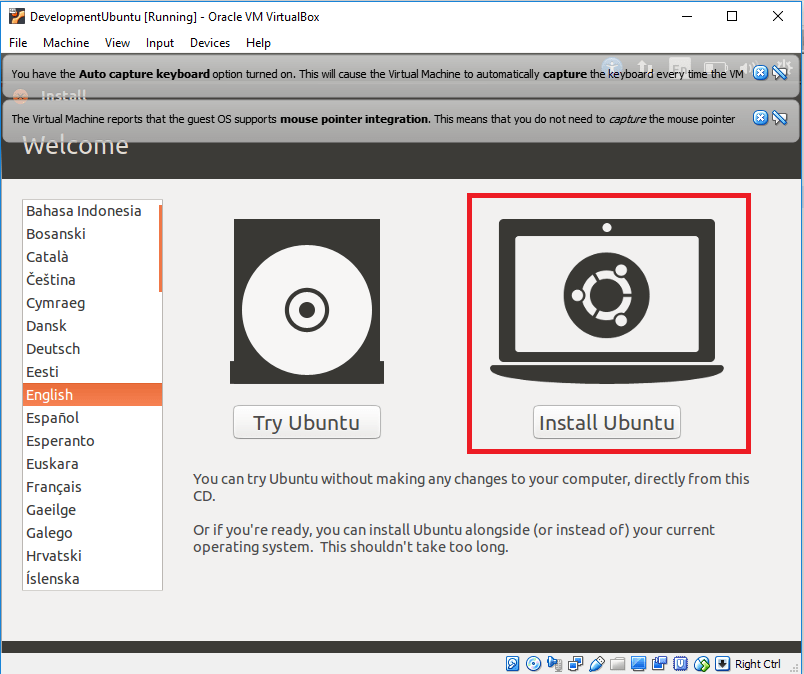 DevelopmentUbuntu [Running] - Oracle VM VirtualBox
File Machine View Input Devices Help
You have the Auto capture keyboard option turned on. This will cause the Virtual Machine to automatically capture the keyboard every time the VM
En
Install
The Virtual Machine reports that the guest OS supports mouse pointer integration. This means that you do not need to capture the mouse pointer
Welcome
Bahasa Indonesia
Bosanski
Català
Čeština
Cymraeg
Dansk
Deutsch
Eesti
English
Español
Esperanto
Euskara
Français
Gaeilge
Galego
Hrvatski
Íslenska
Try Ubuntu
Install Ubuntu
You can try Ubuntu without making any changes to your computer, directly from this
CD.
Or if you're ready, you can install Ubuntu alongside (or instead of) your current
operating system.  This shouldn't take too long.
Right Ctrl